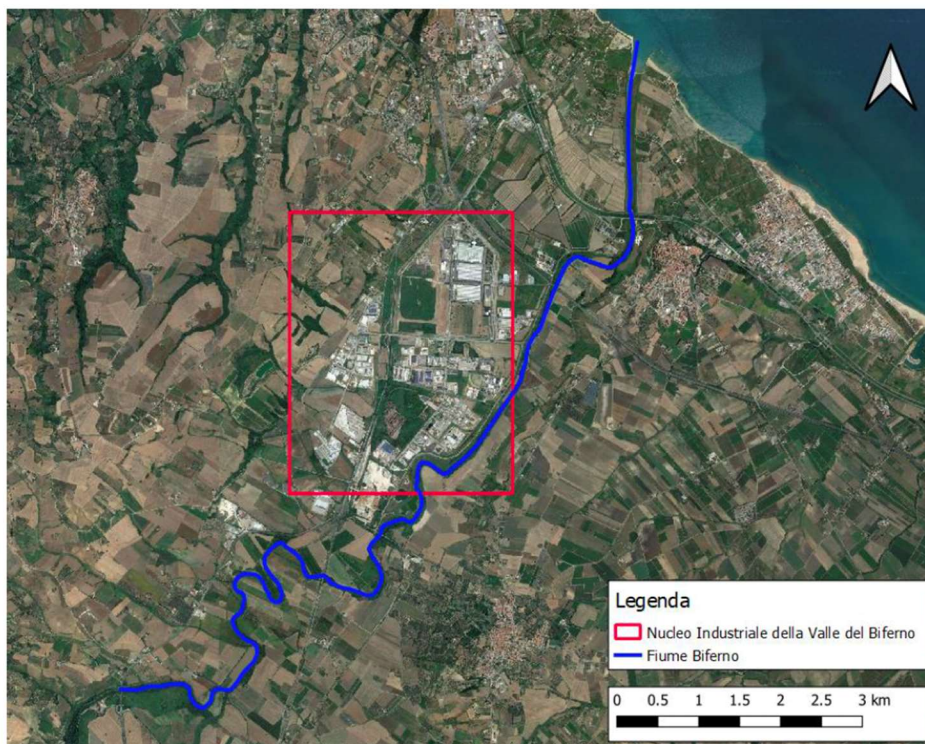 Legenda
Nucleo Industriale della Valle del Biferno
Fiume Biferno
0 0.5 1 1.5 2 2.5 3 km